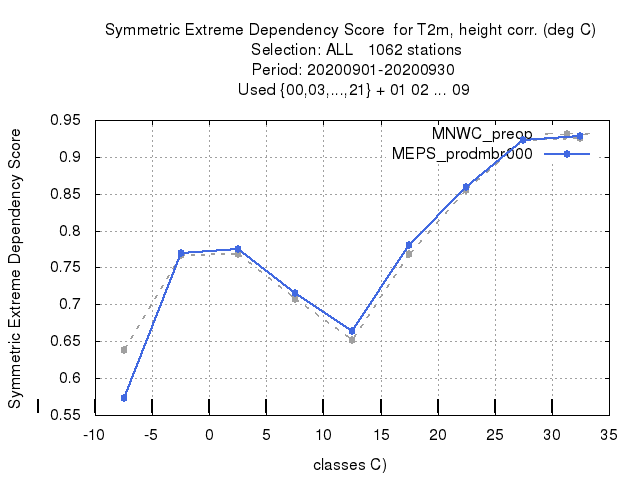 Symmetric Extreme Dependency Score  for T2m, height corr. (deg C)
Selection: ALL   1062 stations
Period: 20200901-20200930
Used {00,03,...,21} + 01 02 ... 09
Symmetric Extreme Dependency Score
0.95
0.9
0.85
0.8
0.75
0.7
0.65
0.6
0.55
MNWC_preop
MEPS_prodmbr000
-10 -5 0 5 10 15 20 25 30 35
classes C)